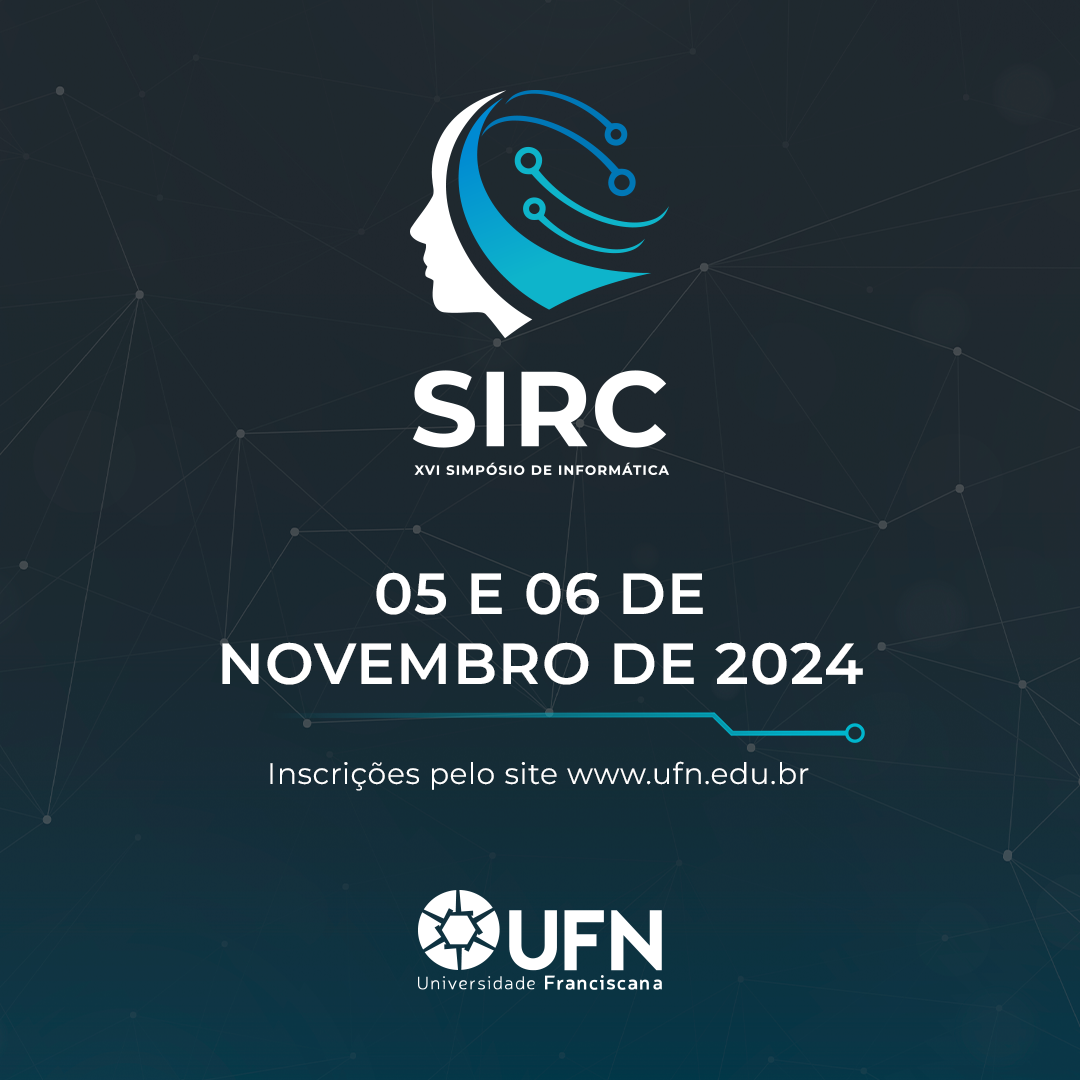 SIRC
XVI SIMPÓSIO DE INFORMÁTICA
05 E 06 DE
NOVEMBRO DE 2024
Inscrições pelo site www.ufn.edu.br
UFN
Universidade Franciscana